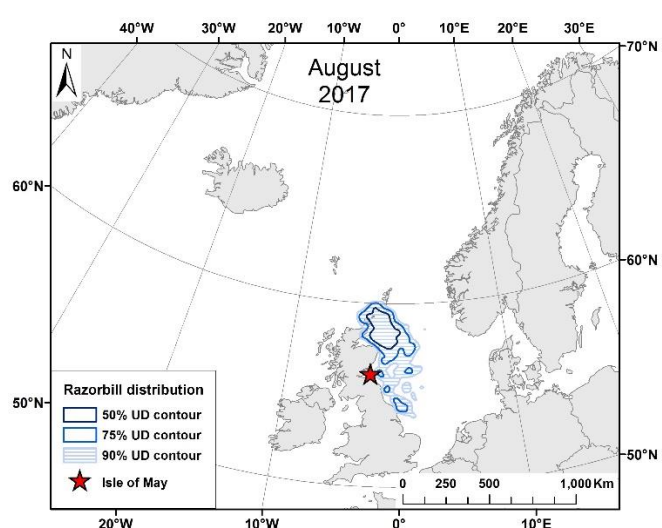 40°W 30°W 20°W 10°W 0° 10°E 20°E 30°E
N
August
2017
70°N
60°N
60°N
50°N
50°N
Razorbill distribution
50% UD contour
75% UD contour
90% UD contour
Isle of May
0 250 500 1,000 Km
20°W 10°W 0° 10°E